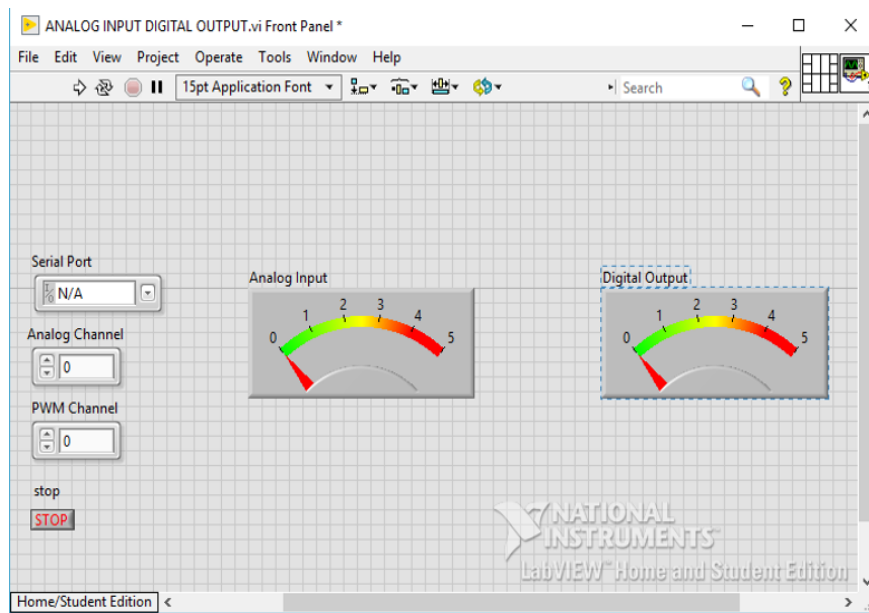 ANALOG INPUT DIGITAL OUTPUT.vi Front Panel *
File Edit View Project Operate Tools Window Help
15pt Application Font
Search
Serial Port
N/A
Analog Channel
0
PWM Channel
0
stop
STOP
Analog Input
0 1 2 3 4 5
Digital Output
0 1 2 3 4 5
NATIONAL
INSTRUMENTS™
LabVIEW™ Home and Student Edition
Home/Student Edition